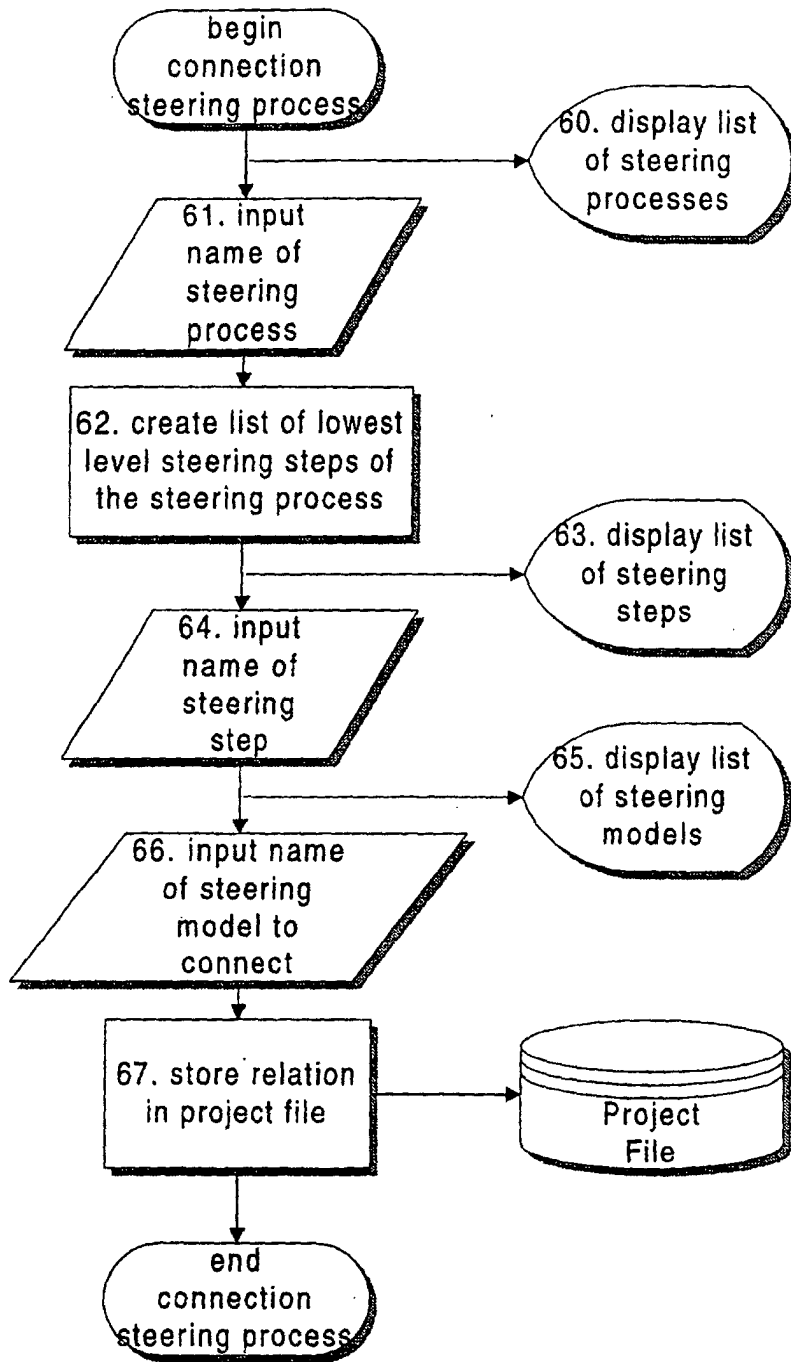 begin
connection
steering process
60. display list
of steering
processes
61. input
name of
steering
process
62. create list of lowest
level steering steps of
the steering process
63. display list
of steering
steps
64. input
name of
steering
step
65. display list
of steering
models
66. input name
of steering
model to
connect
67. store relation
in project file
Project
File
end
connection
steering process